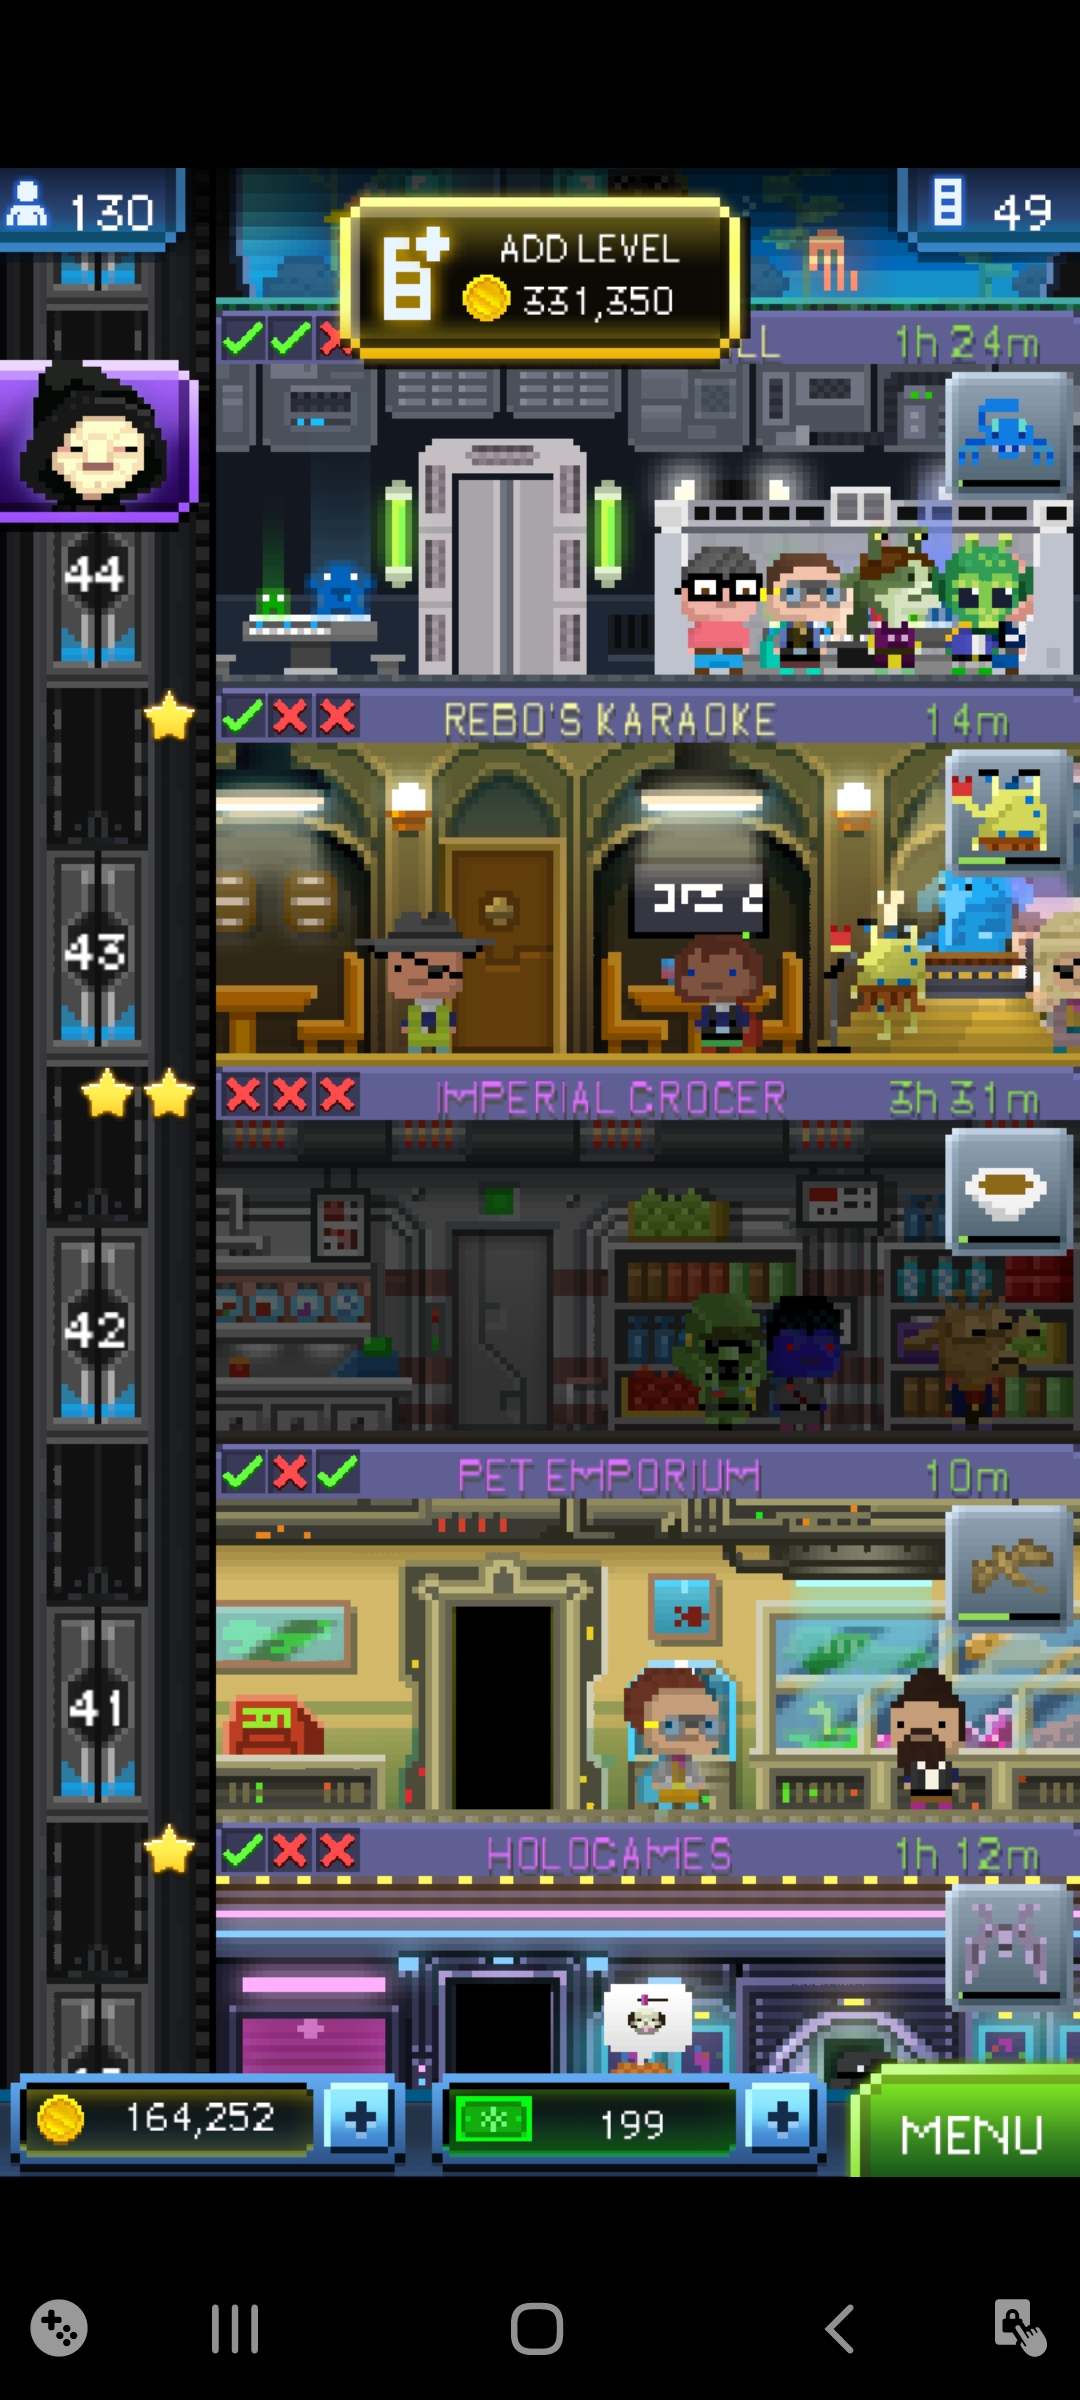 130
ADD LEVEL
331,350
49
LL
1h 24m
44
REBO'S KARAOKE
14m
43
IMPERIAL GROCER
3h 31m
42
PET EMPORIUM
10m
41
HOLOGAMES
1h 12m
164,252
199
MENU